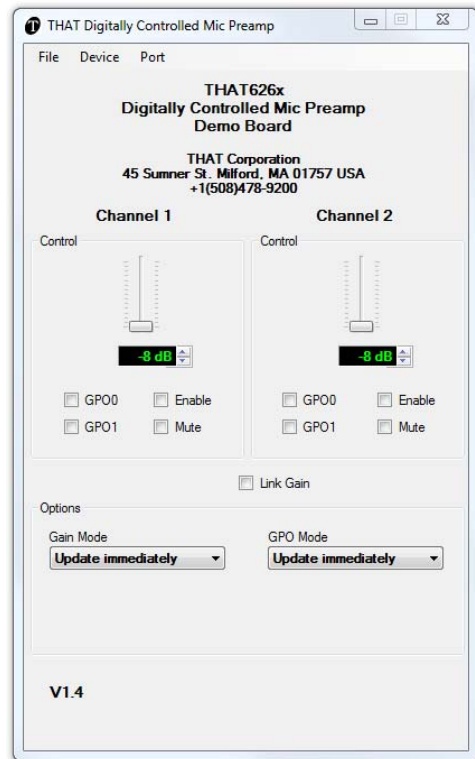 THAT Digitally Controlled Mic Preamp
File Device Port
THAT626x
Digitally Controlled Mic Preamp
Demo Board
THAT Corporation
45 Sumner St. Milford, MA 01757 USA
+1(508)478-9200
Channel 1 Channel 2
Control Control
-8 dB -8 dB
GPO0 Enable GPO0 Enable
GPO1 Mute GPO1 Mute
Link Gain
Options
Gain Mode GPO Mode
Update immediately Update immediately
V1.4